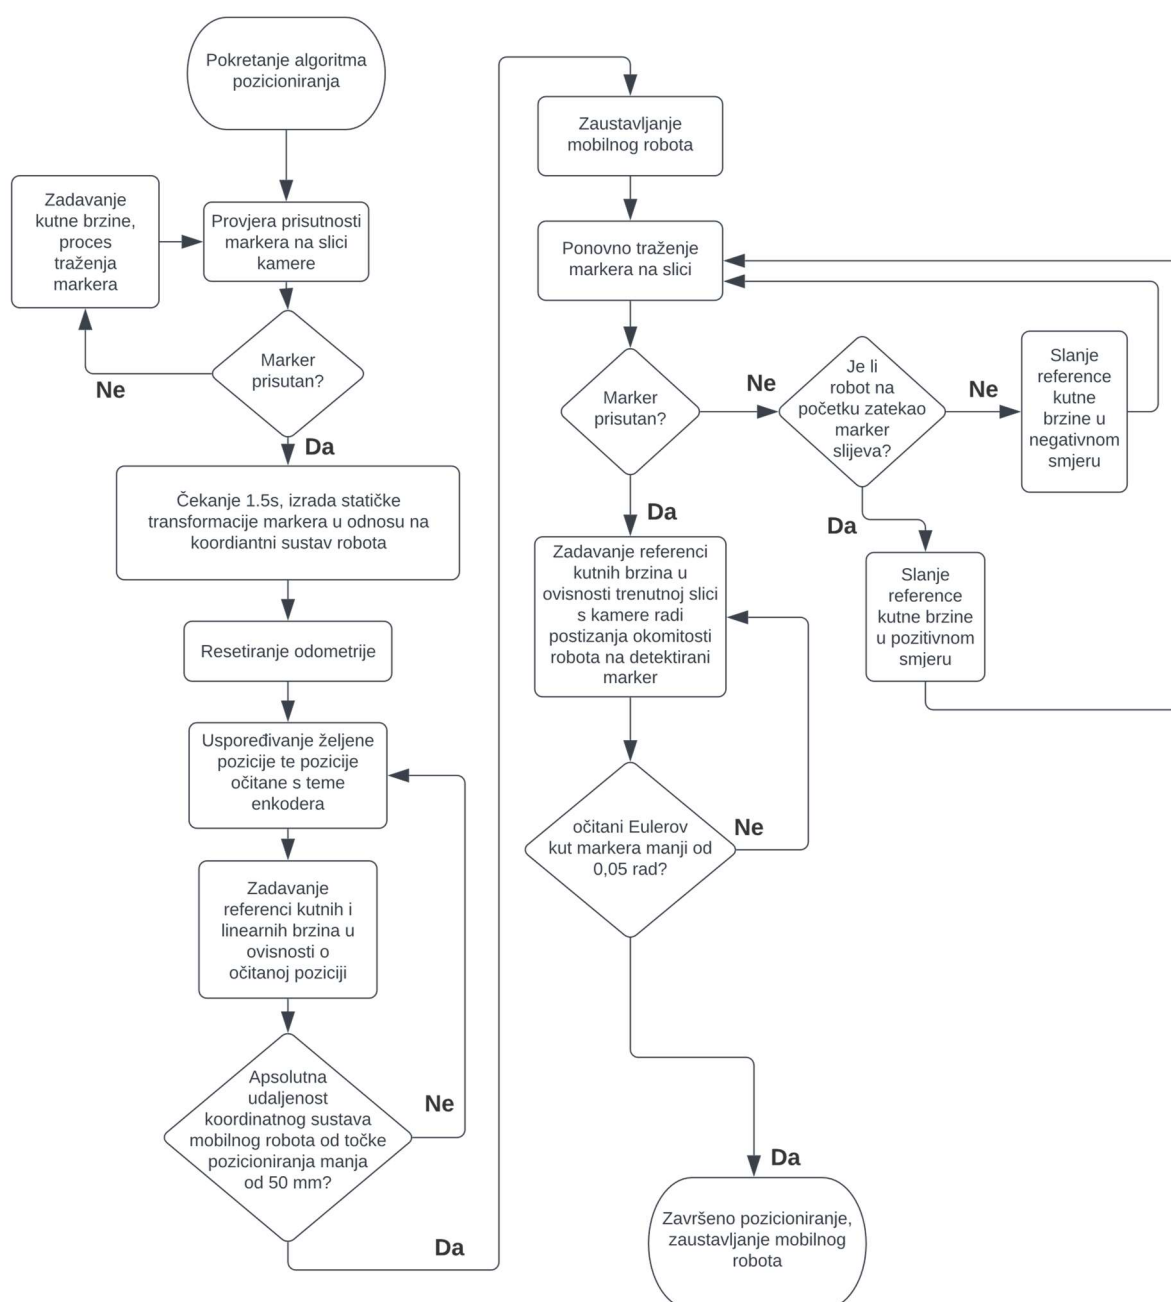 Pokretanje algoritma
pozicioniranja
Zadavanje
kutne brzine,
proces
traženja
markera
Provjera prisutnosti
markera na slici
kamere
Marker
prisutan?
Ne
Da
Čekanje 1.5s, izrada statičke
transformacije markera u odnosu na
koordiantni sustav robota
Resetiranje odometrije
Uspoređivanje željene
pozicije te pozicije
očitane s teme
enkodera
Zadavanje
referenci kutnih i
linearnih brzina u
ovisnosti o
očitanoj poziciji
Apsolutna
udaljenost
koordinatnog sustava
mobilnog robota od točke
pozicioniranja manja
od 50 mm?
Ne
Da
Zaustavljanje
mobilnog robota
Ponovno traženje
markera na slici
Marker
prisutan?
Ne
Je li
robot na
početku zatekao
marker
slijeva?
Ne
Slanje
reference
kutne
brzine u
negativnom
smjeru
Da
Slanje
reference
kutne brzine
u pozitivnom
smjeru
Da
Zadavanje referenci
kutnih brzina u
ovisnosti trenutnoj slici
s kamere radi
postizanja okomitosti
robota na detektirani
marker
očitani Eulerov
kut markera manji od
0,05 rad?
Ne
Da
Završeno pozicioniranje,
zaustavljanje mobilnog
robota